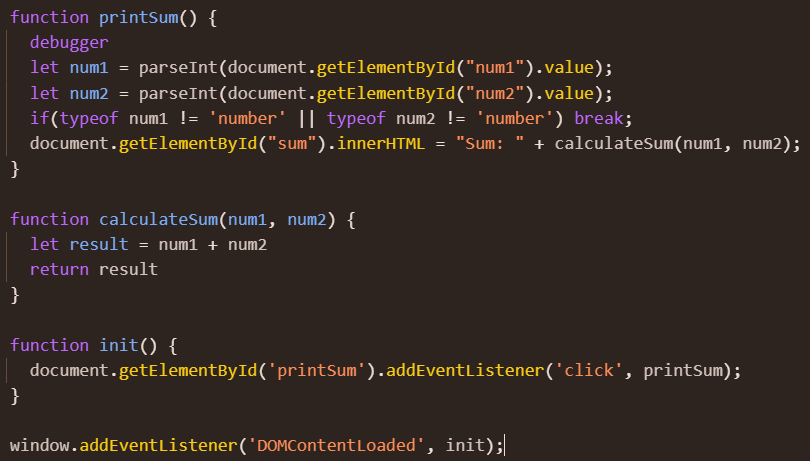 function printSum() {
  debugger
  let num1 = parseInt(document.getElementById("num1").value);
  let num2 = parseInt(document.getElementById("num2").value);
  if(typeof num1 != 'number' || typeof num2 != 'number') break;
  document.getElementById("sum").innerHTML = "Sum: " + calculateSum(num1, num2);
}

function calculateSum(num1, num2) {
  let result = num1 + num2
  return result
}

function init() {
  document.getElementById('printSum').addEventListener('click', printSum);
}

window.addEventListener('DOMContentLoaded', init);